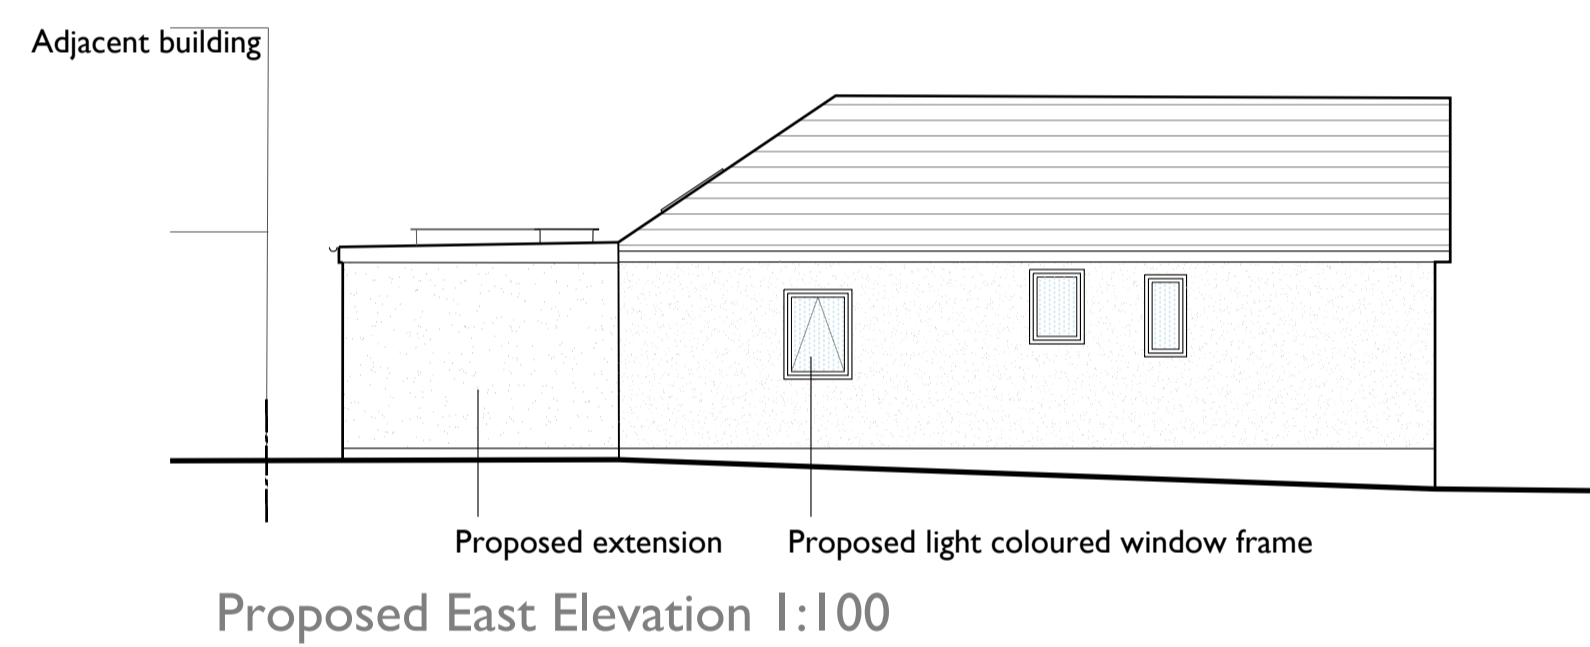 Adjacent building
Proposed extension
Proposed light coloured window frame
Proposed East Elevation 1:100